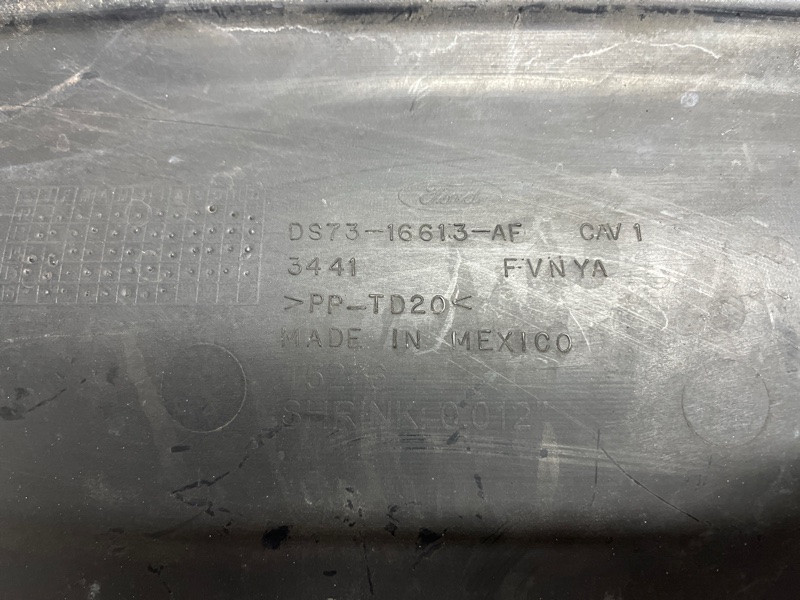 Ford
DS73-16613-AF CAV 1
3441 FVNYA
>PP-TD20<
MADE IN MEXICO
SHRINK 0.012